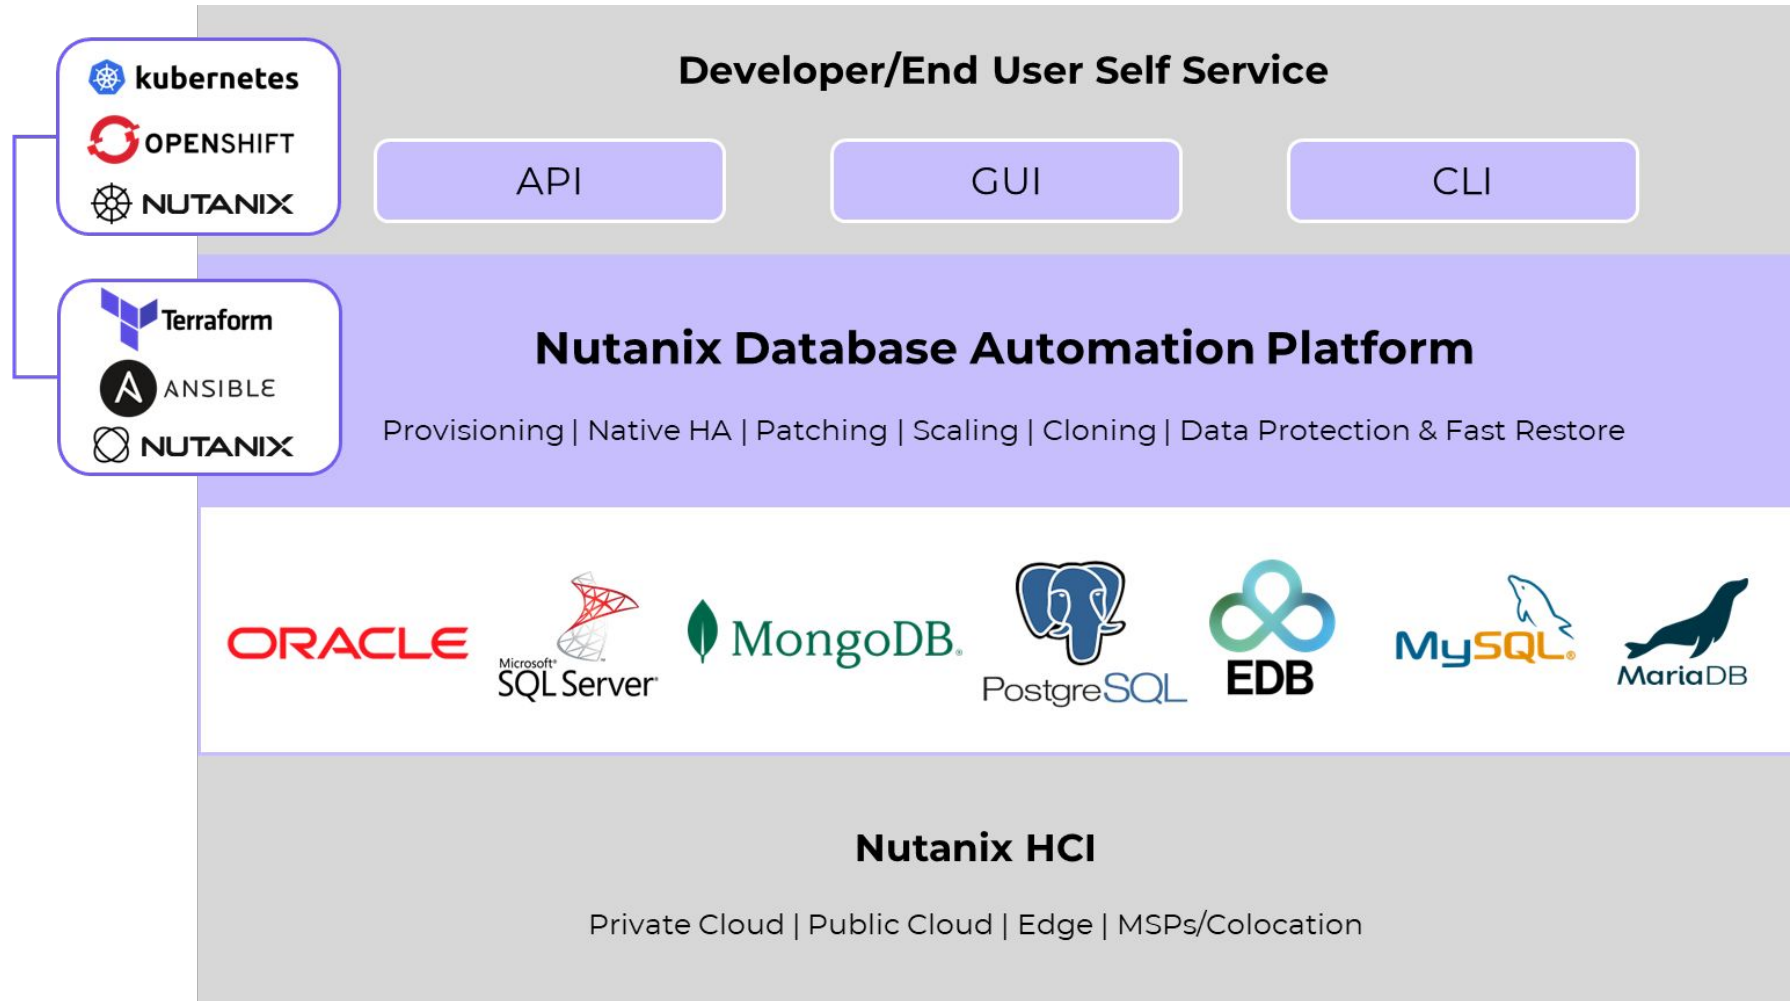 kubernetes
OPENSHIFT
NUTANIX
Developer/End User Self Service
API
GUI
CLI
Terraform
ANSIBLE
NUTANIX
Nutanix Database Automation Platform
Provisioning | Native HA | Patching | Scaling | Cloning | Data Protection & Fast Restore
ORACLE
Microsoft®
SQL Server®
MongoDB®
PostgreSQL
EDB
MySQL®
MariaDB
Nutanix HCI
Private Cloud | Public Cloud | Edge | MSPs/Colocation